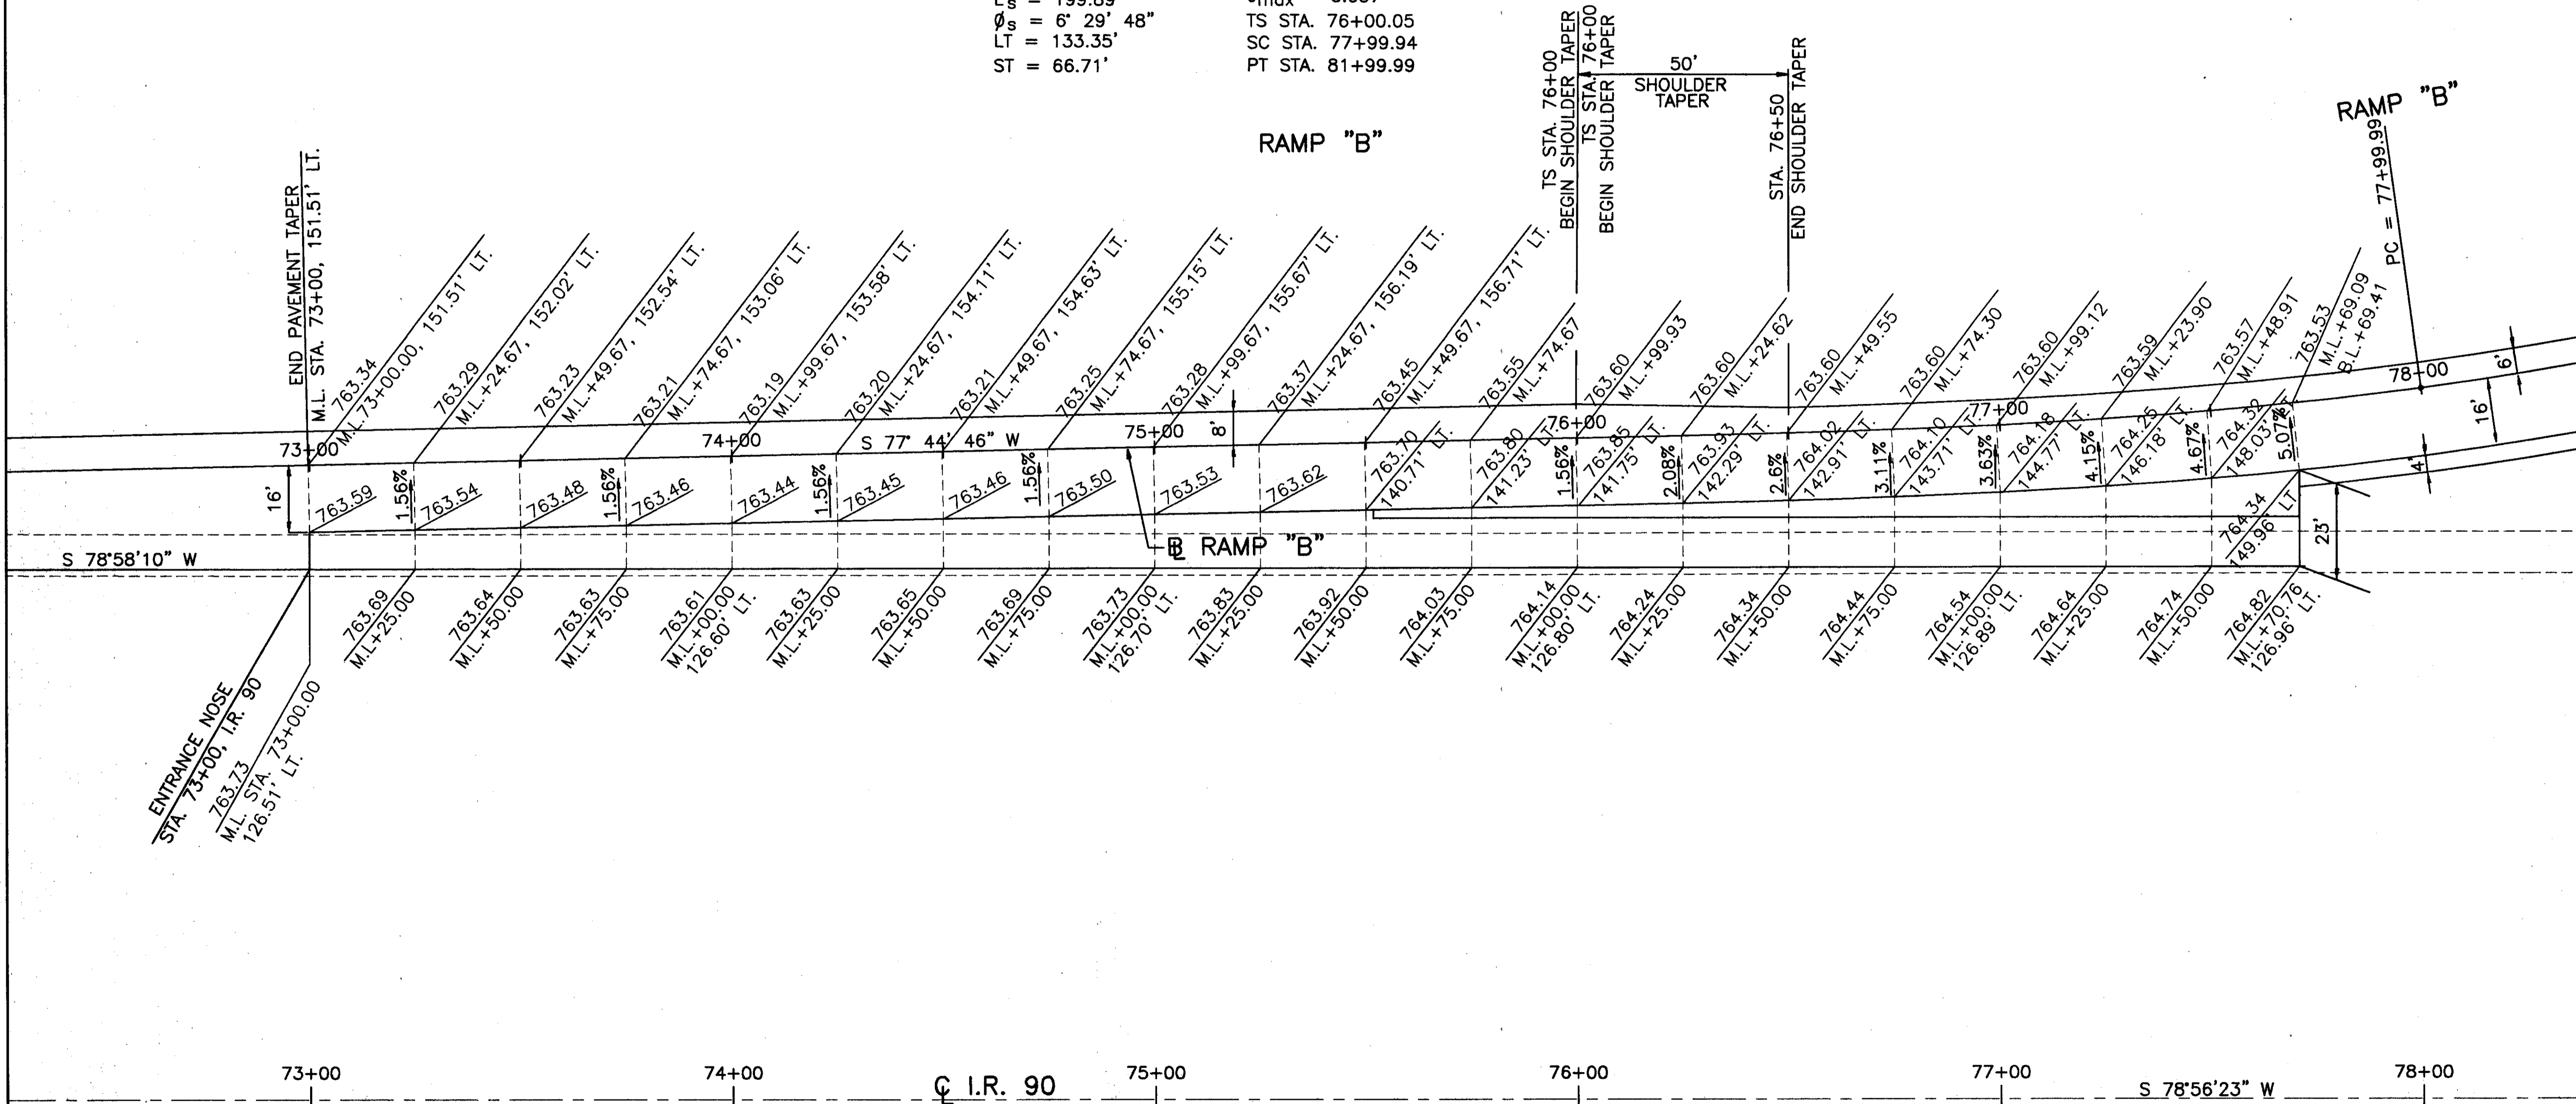 Ls = 199.89'
øs = 6° 29' 48"
LT = 133.35'
ST = 66.71'
TS STA. 76+00.05
SC STA. 77+99.94
PT STA. 81+99.99
RAMP "B"
TS STA. 76+00
BEGIN SHOULDER TAPER
TS STA. 76+00
BEGIN SHOULDER TAPER
50'
SHOULDER
TAPER
STA. 76+50
END SHOULDER TAPER
RAMP "B"
PC = 77+99.99
END PAVEMENT TAPER
M.L. STA. 73+00, 151.51' LT.
763.34
M.L. 73+00.00, 151.51' LT.
763.29
M.L.+24.67, 152.02' LT.
763.23
M.L.+49.67, 152.54' LT.
763.21
M.L.+74.67, 153.06' LT.
763.19
M.L.+99.67, 153.58' LT.
763.20
M.L.+24.67, 154.11' LT.
763.21
M.L.+49.67, 154.63' LT.
763.25
M.L.+74.67, 155.15' LT.
763.28
M.L.+99.67, 155.67' LT.
763.37
M.L.+24.67, 156.19' LT.
763.45
M.L.+49.67, 156.71' LT.
763.55
M.L.+74.67
763.60
M.L.+99.93
763.60
M.L.+24.62
763.60
M.L.+49.55
763.60
M.L.+74.30
763.60
M.L.+99.12
763.59
M.L.+23.90
763.57
M.L.+48.91
763.53
M.L.+69.09
B.L.+69.41
73+00
74+00
S 77° 44' 46" W
75+00
8'
76+00
77+00
78+00
6'
16'
4'
16'
763.59
1.56%
763.54
763.48
1.56%
763.46
763.44
1.56%
763.45
763.46
1.56%
763.50
763.53
763.62
763.70
140.71' LT.
763.80
141.23' LT.
1.56%
763.85
141.75' LT.
2.08%
763.93
142.29' LT.
2.6%
764.02
142.91' LT.
3.11%
764.10
143.71' LT.
3.63%
764.18
144.77' LT.
4.15%
764.25
146.18' LT.
4.67%
764.32
148.03' LT.
5.07%
764.34
149.96' LT
23'
S 78°58'10" W
BL RAMP "B"
763.69
M.L+25.00
763.64
M.L.+50.00
763.63
M.L.+75.00
763.61
M.L.+00.00
126.60' LT.
763.63
M.L.+25.00
763.65
M.L.+50.00
763.69
M.L.+75.00
763.73
M.L.+00.00
126.70' LT.
763.83
M.L.+25.00
763.92
M.L.+50.00
764.03
M.L.+75.00
764.14
M.L.+00.00
126.80' LT.
764.24
M.L.+25.00
764.34
M.L.+50.00
764.44
M.L.+75.00
764.54
M.L.+00.00
126.89' LT.
764.64
M.L.+25.00
764.74
M.L.+50.00
764.82
M.L.+70.76
126.96' LT.
ENTRANCE NOSE
STA. 73+00, I.R. 90
763.73
M.L. STA. 73+00.00
126.51' LT.
73+00
74+00
℄ I.R. 90
75+00
76+00
77+00
S 78°56'23" W
78+00